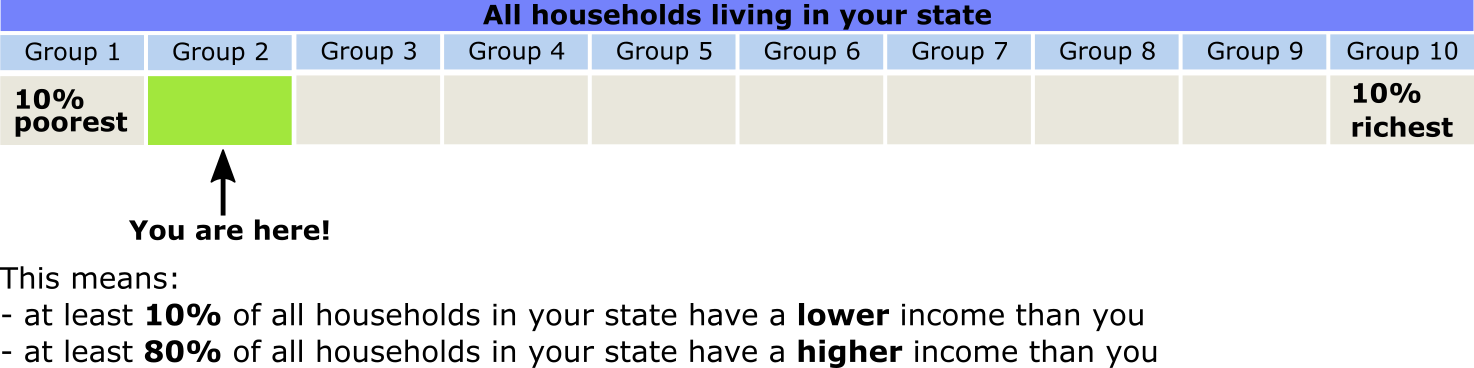 All households living in your state
Group 1 Group 2 Group 3 Group 4 Group 5 Group 6 Group 7 Group 8 Group 9 Group 10
10% poorest
10% richest
You are here!
This means:
- at least 10% of all households in your state have a lower income than you
- at least 80% of all households in your state have a higher income than you